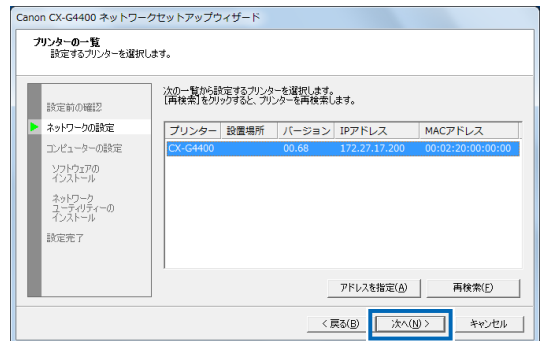 Canon CX-G4400 ネットワークセットアップウィザード
プリンターの一覧
設定するプリンターを選択します。
設定前の確認
ネットワークの設定
コンピューターの設定
ソフトウェアの
インストール
ネットワーク
ユーティリティーの
インストール
設定完了
次の一覧から設定するプリンターを選択します。
[再検索]をクリックすると、プリンターを再検索します。
プリンター 設置場所 バージョン IPアドレス MACアドレス
CX-G4400 00.68 172.27.17.200 00:02:20:00:00:00
アドレスを指定(A) 再検索(F)
< 戻る(B) 次へ(N) > キャンセル